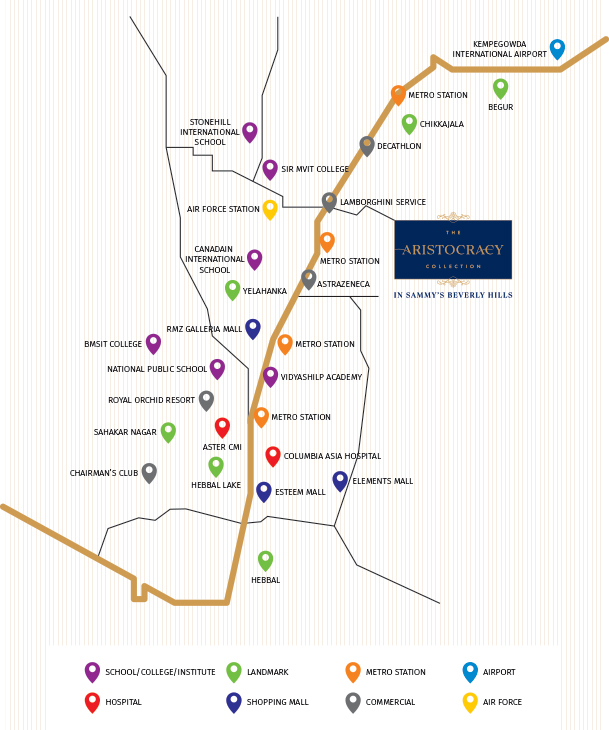 KEMPEGOWDA
INTERNATIONAL AIRPORT
METRO STATION
BEGUR
CHIKKAJALA
STONEHILL
INTERNATIONAL
SCHOOL
DECATHLON
SIR MVIT COLLEGE
LAMBORGHINI SERVICE
AIR FORCE STATION
THE
ARISTOCRACY
COLLECTION
IN SAMMY'S BEVERLY HILLS
CANADAIN
INTERNATIONAL
SCHOOL
METRO STATION
ASTRAZENECA
YELAHANKA
RMZ GALLERIA MALL
BMSIT COLLEGE
METRO STATION
NATIONAL PUBLIC SCHOOL
VIDYASHILP ACADEMY
ROYAL ORCHID RESORT
METRO STATION
SAHAKAR NAGAR
ASTER CMI
COLUMBIA ASIA HOSPITAL
CHAIRMAN'S CLUB
HEBBAL LAKE
ELEMENTS MALL
ESTEEM MALL
HEBBAL
SCHOOL/COLLEGE/INSTITUTE
LANDMARK
METRO STATION
AIRPORT
HOSPITAL
SHOPPING MALL
COMMERCIAL
AIR FORCE